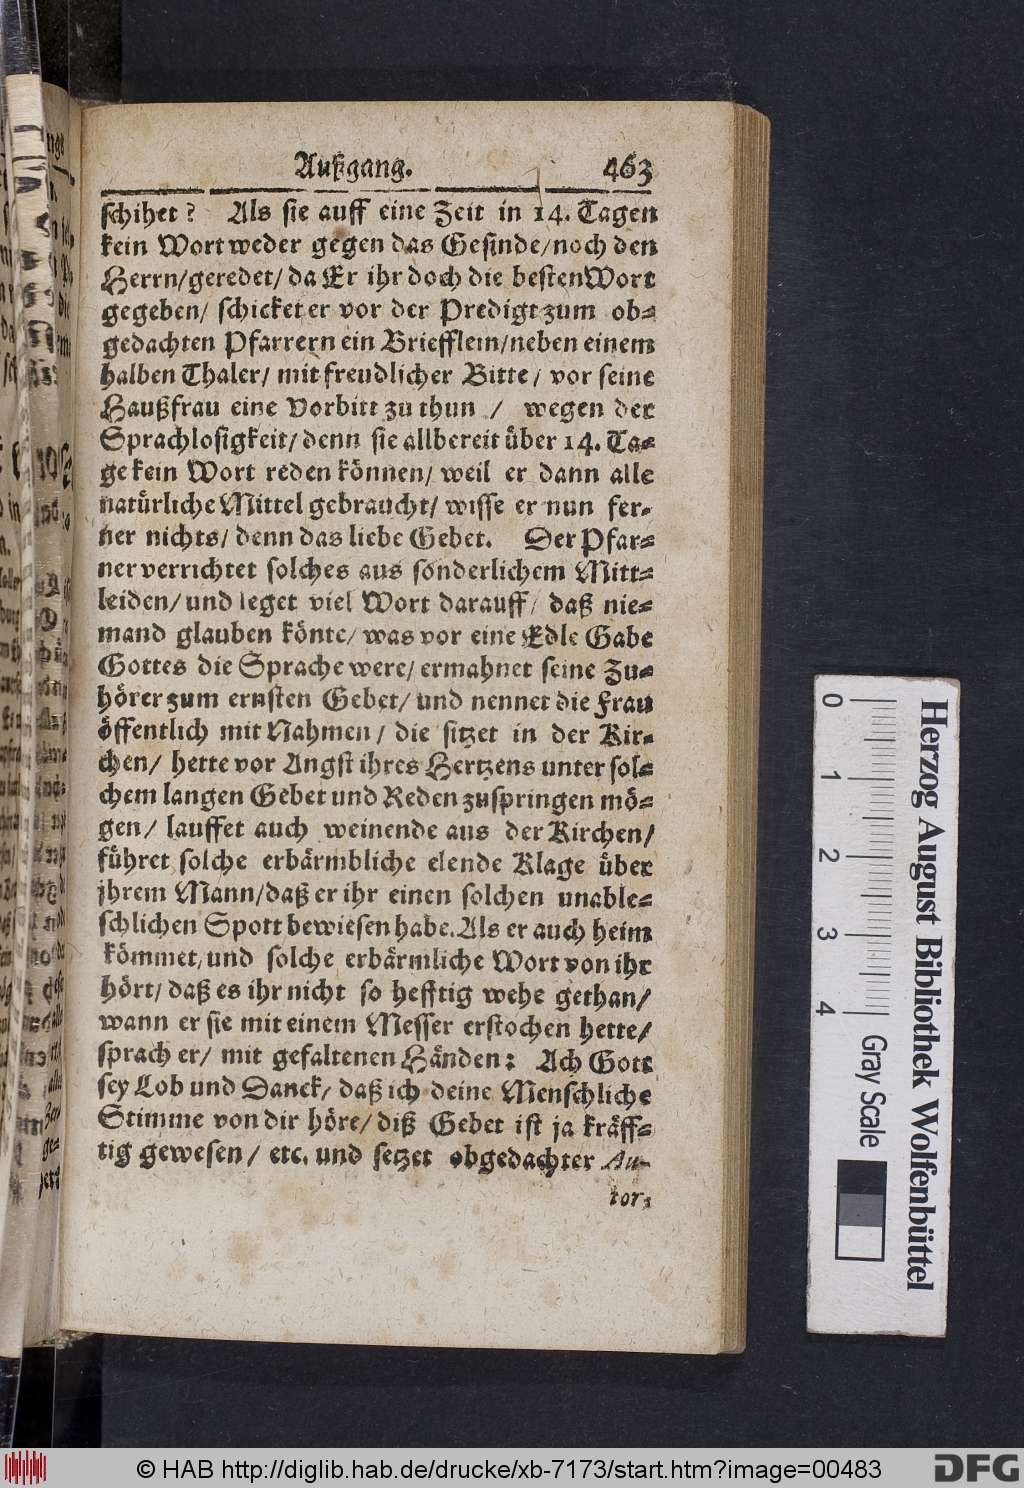 Außgang. 463
schihet? Als sie auff eine Zeit in 14. Tagen
kein Wort weder gegen das Gesinde/noch den
Herrn/geredet/da Er ihr doch die besten Wort
gegeben/ schicket er vor der Predigt zum ob=
gedachten Pfarrern ein Briefflein/neben einem
halben Thaler/ mit freudlicher Bitte/ vor seine
Haußfrau eine Vorbitt zu thun / wegen der
Sprachlosigkeit/denn sie allbereit über 14. Ta=
ge kein Wort reden können/ weil er dann alle
natürliche Mittel gebraucht/ wisse er nun fer=
ner nichts/ denn das liebe Gebet. Der Pfar=
ner verrichtet solches aus sonderlichem Mitt=
leiden/ und leget viel Wort darauff/ daß nie=
mand glauben könte/ was vor eine Edle Gabe
Gottes die Sprache were/ ermahnet seine Zu=
hörer zum ernsten Gebet/ und nennet die Frau
öffentlich mit Nahmen/ die sitzet in der Kir=
chen/ hette vor Angst ihres Hertzens unter sol=
chem langen Gebet und Reden zuspringen mö=
gen/ lauffet auch weinende aus der Kirchen/
führet solche erbärmbliche elende Klage über
jhrem Mann/daß er ihr einen solchen unable=
schlichen Spott bewiesen habe. Als er auch heim
kömmet, und solche erbärmliche Wort von ihr
hört/ daß es ihr nicht so hefftig wehe gethan/
wann er sie mit einem Messer erstochen hette/
sprach er/ mit gefaltenen Händen: Ach Gott
sey Lob und Danck/ daß ich deine Menschliche
Stimme von dir höre/ diß Gebet ist ja kräff=
tig gewesen/ etc. und setzet obgedachter Au-
tor:
0 1 2 3 4
Gray Scale
Herzog August Bibliothek Wolfenbüttel
© HAB http://diglib.hab.de/drucke/xb-7173/start.htm?image=00483
DFG